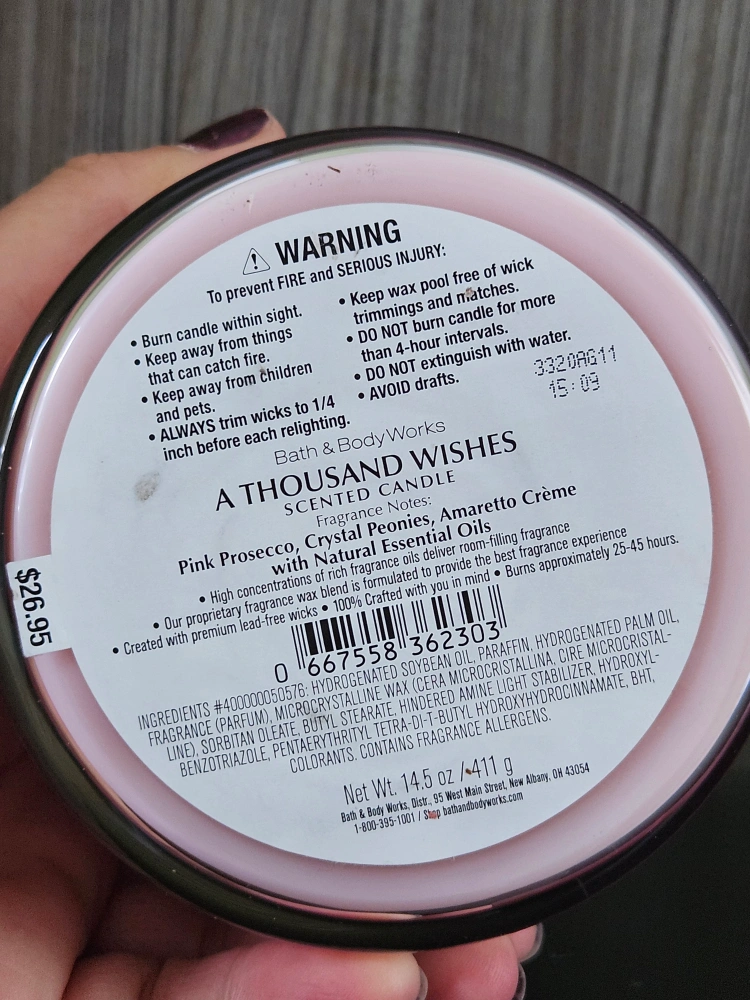 ⚠ WARNING
To prevent FIRE and SERIOUS INJURY:
• Burn candle within sight.
• Keep away from things
that can catch fire.
• Keep away from children
and pets.
• ALWAYS trim wicks to 1/4
inch before each relighting.
• Keep wax pool free of wick
trimmings and matches.
• DO NOT burn candle for more
than 4-hour intervals.
• DO NOT extinguish with water.
• AVOID drafts.
3320AG11
15:09
Bath & Body Works
A THOUSAND WISHES
SCENTED CANDLE
Fragrance Notes:
Pink Prosecco, Crystal Peonies, Amaretto Crème
with Natural Essential Oils
• High concentrations of rich fragrance oils deliver room-filling fragrance
• Our proprietary fragrance wax blend is formulated to provide the best fragrance experience
• Created with premium lead-free wicks • 100% Crafted with you in mind • Burns approximately 25-45 hours.
$26.95
0 667558 362303
INGREDIENTS #400000050576: HYDROGENATED SOYBEAN OIL, PARAFFIN, HYDROGENATED PALM OIL,
FRAGRANCE (PARFUM), MICROCRYSTALLINE WAX (CERA MICROCRISTALLINA, CIRE MICROCRISTAL-
LINE), SORBITAN OLEATE, BUTYL STEARATE, HINDERED AMINE LIGHT STABILIZER, HYDROXYL-
BENZOTRIAZOLE, PENTAERYTHRITYL TETRA-DI-T-BUTYL HYDROXYHYDROCINNAMATE, BHT,
COLORANTS. CONTAINS FRAGRANCE ALLERGENS.
Net Wt. 14.5 oz / 411 g
Bath & Body Works, Distr., 95 West Main Street, New Albany, OH 43054
1-800-395-1001 / Shop bathandbodyworks.com